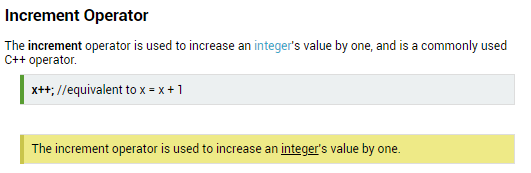 Increment Operator
The increment operator is used to increase an integer's value by one, and is a commonly used
C++ operator.
x++; //equivalent to x = x + 1
The increment operator is used to increase an integer's value by one.